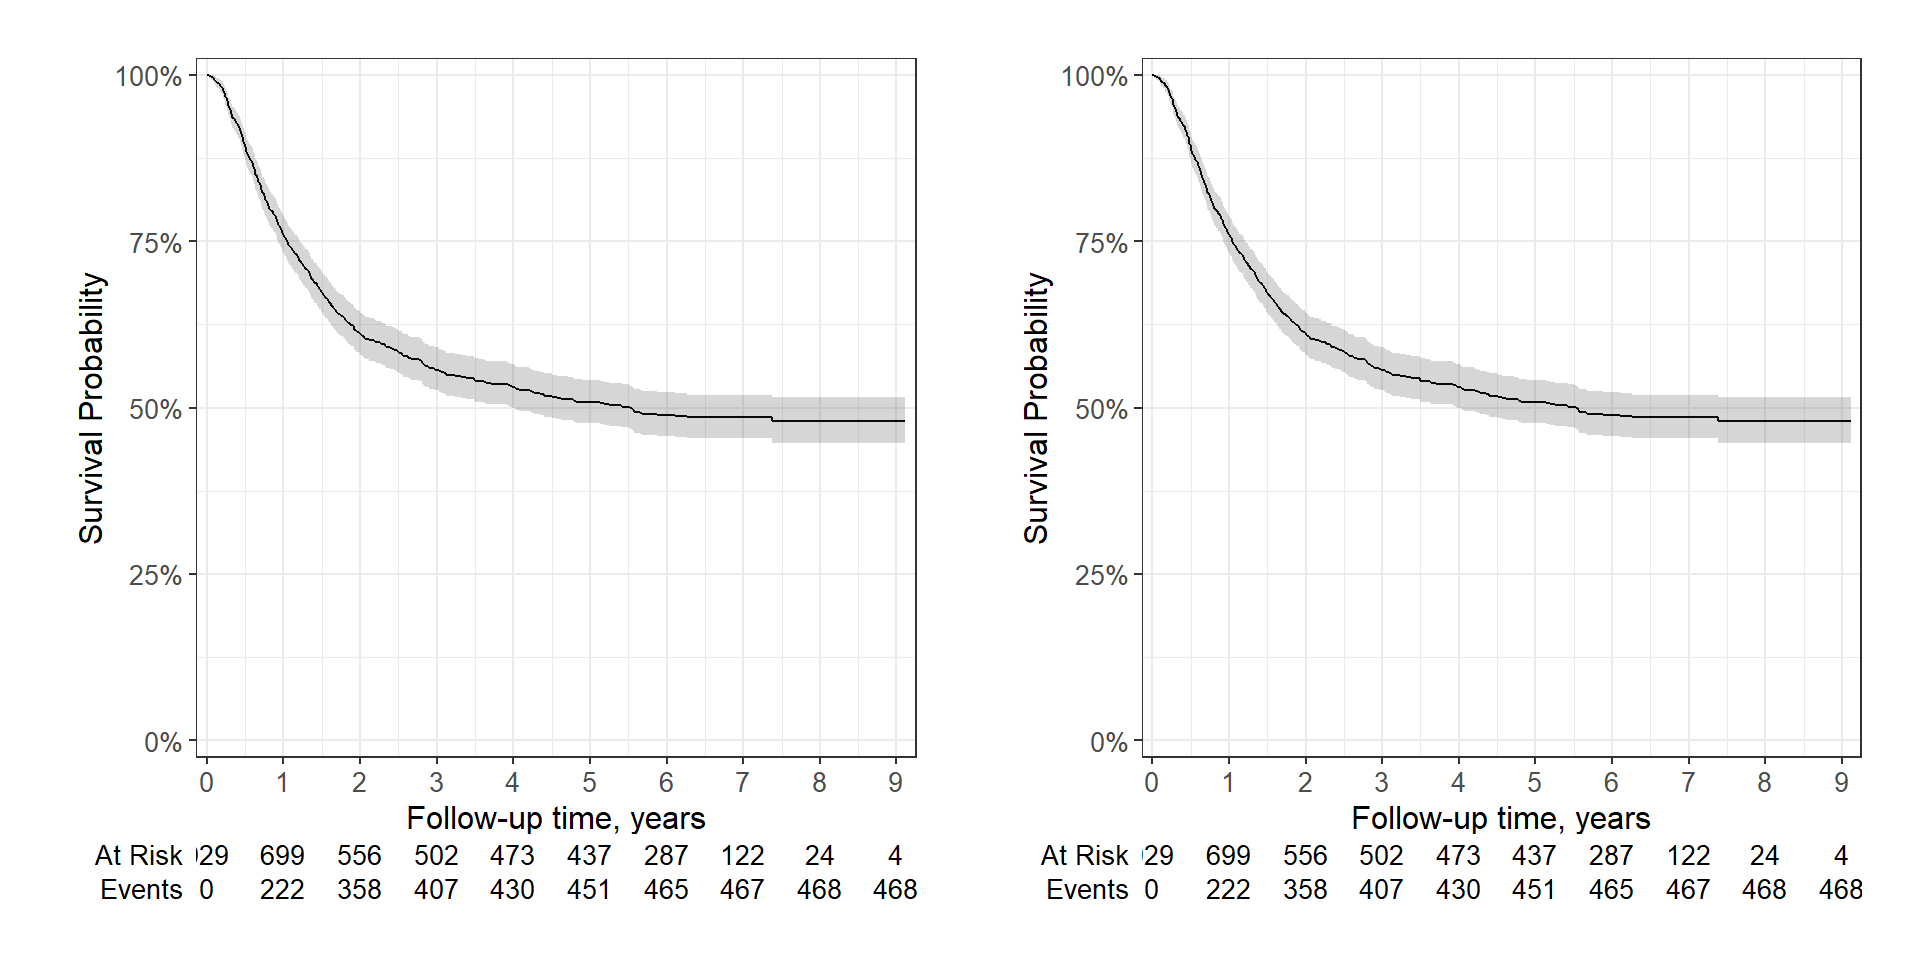 100%
75%
50%
25%
0%
Survival Probability
0 1 2 3 4 5 6 7 8 9
Follow-up time, years
At Risk 29 699 556 502 473 437 287 122 24 4
Events 0 222 358 407 430 451 465 467 468 468
100%
75%
50%
25%
0%
Survival Probability
0 1 2 3 4 5 6 7 8 9
Follow-up time, years
At Risk 29 699 556 502 473 437 287 122 24 4
Events 0 222 358 407 430 451 465 467 468 468